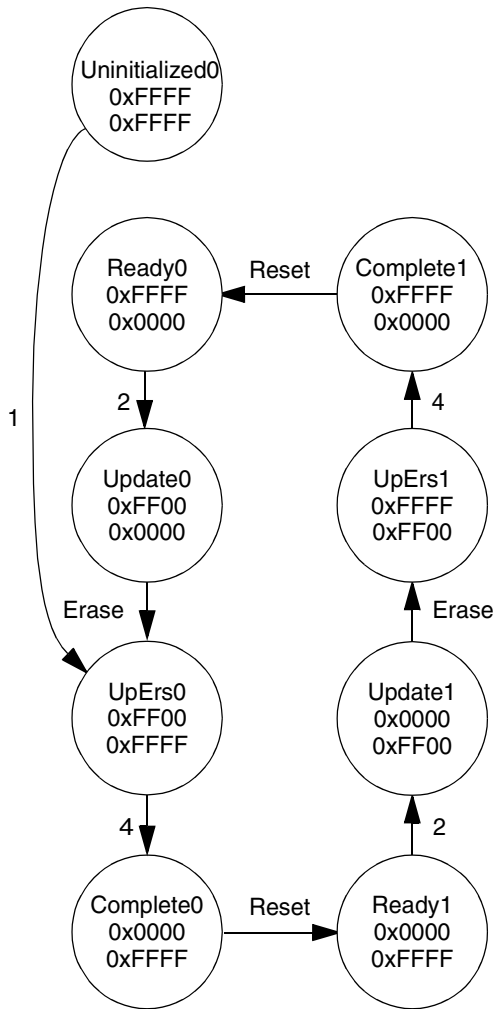 Uninitialized0
0xFFFF
0xFFFF
1
Ready0
0xFFFF
0x0000
Reset
Complete1
0xFFFF
0x0000
2
4
Update0
0xFF00
0x0000
UpErs1
0xFFFF
0xFF00
Erase
Erase
UpErs0
0xFF00
0xFFFF
Update1
0x0000
0xFF00
4
2
Complete0
0x0000
0xFFFF
Reset
Ready1
0x0000
0xFFFF